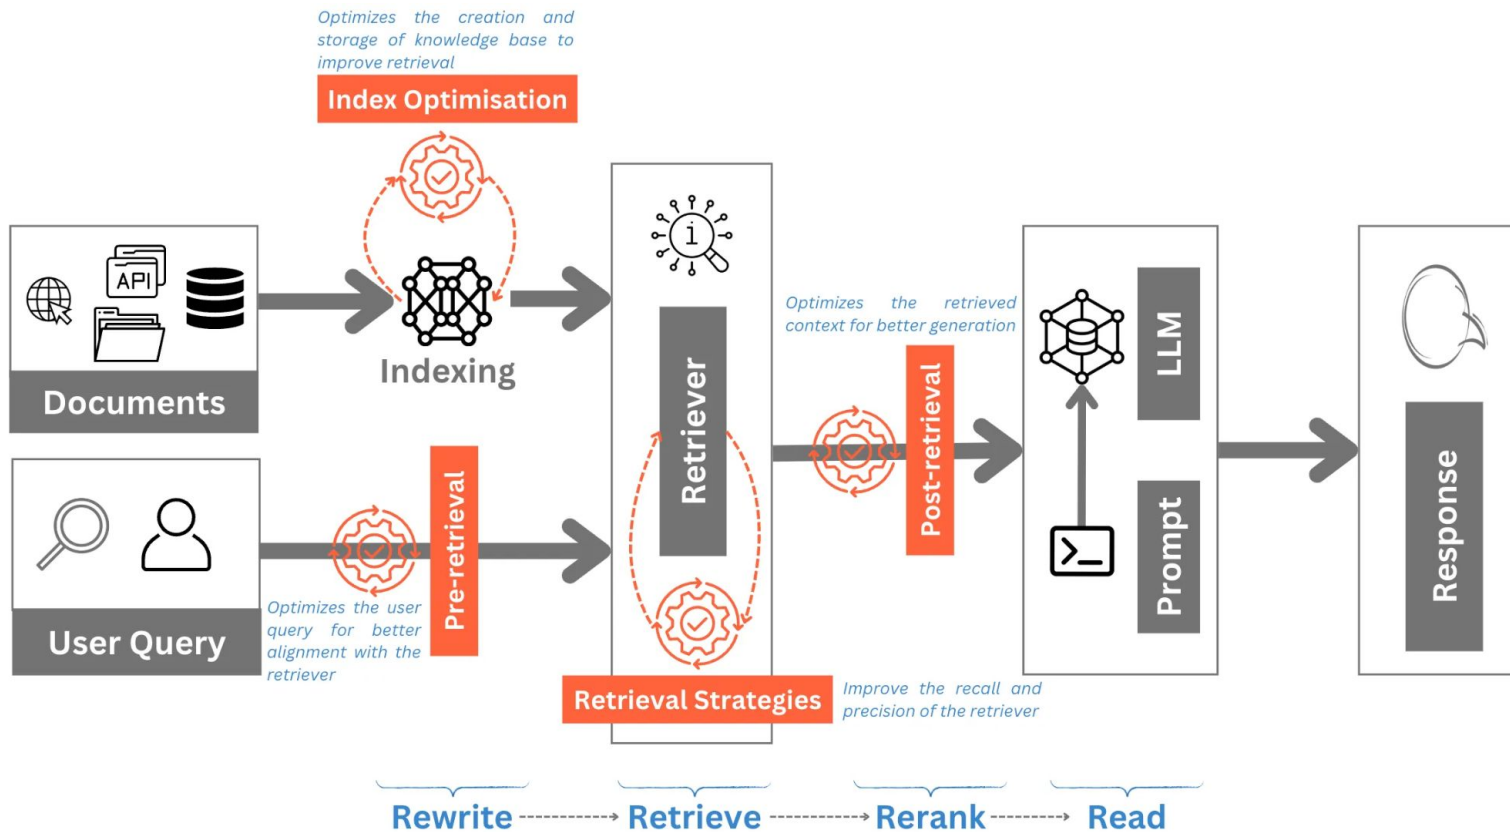 Optimizes the creation and
storage of knowledge base to
improve retrieval
Index Optimisation
API
Documents
Indexing
i
Retriever
Optimizes the retrieved
context for better generation
Post-retrieval
LLM
Prompt
>_
Response
User Query
Optimizes the user
query for better
alignment with the
retriever
Pre-retrieval
Retrieval Strategies
Improve the recall and
precision of the retriever
Rewrite
Retrieve
Rerank
Read